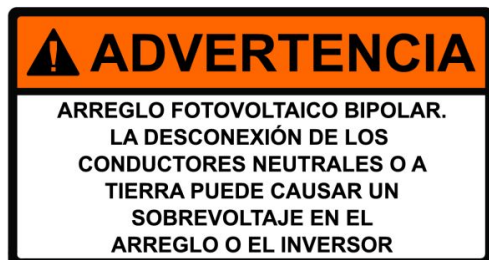 ADVERTENCIA
ARREGLO FOTOVOLTAICO BIPOLAR.
LA DESCONEXIÓN DE LOS
CONDUCTORES NEUTRALES O A
TIERRA PUEDE CAUSAR UN
SOBREVOLTAJE EN EL
ARREGLO O EL INVERSOR